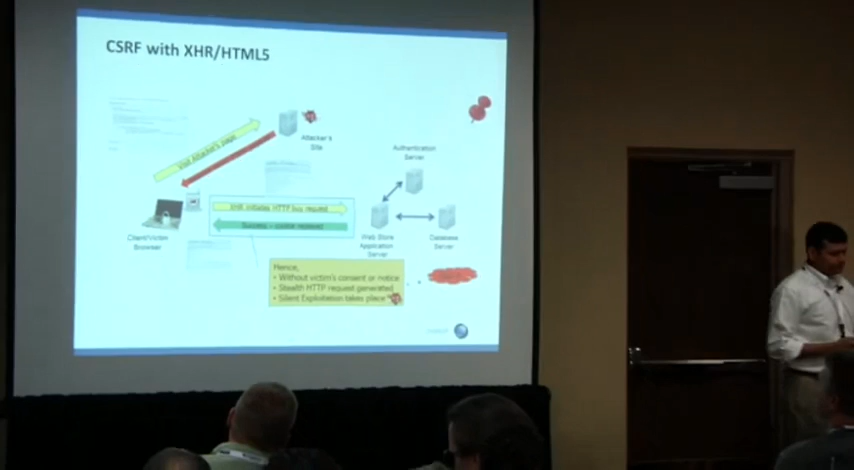 CSRF with XHR/HTML5
Visit Attacker's page
Attacker's
Site
Authentication
Server
XHR initiates HTTP buy request
Success – cookie replayed
Client/Victim
Browser
Web Store
Application
Server
Database
Server
Hence,
• Without victim's consent or notice
• Stealth HTTP request generated
• Silent Exploitation takes place